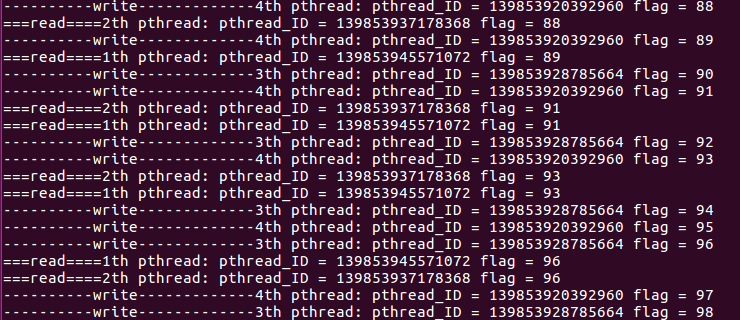 ----------write-------------4th pthread: pthread_ID = 139853920392960 flag = 88
===read====2th pthread: pthread_ID = 139853937178368 flag = 88
----------write-------------4th pthread: pthread_ID = 139853920392960 flag = 89
===read====1th pthread: pthread_ID = 139853945571072 flag = 89
----------write-------------3th pthread: pthread_ID = 139853928785664 flag = 90
----------write-------------4th pthread: pthread_ID = 139853920392960 flag = 91
===read====2th pthread: pthread_ID = 139853937178368 flag = 91
===read====1th pthread: pthread_ID = 139853945571072 flag = 91
----------write-------------3th pthread: pthread_ID = 139853928785664 flag = 92
----------write-------------4th pthread: pthread_ID = 139853920392960 flag = 93
===read====2th pthread: pthread_ID = 139853937178368 flag = 93
===read====1th pthread: pthread_ID = 139853945571072 flag = 93
----------write-------------3th pthread: pthread_ID = 139853928785664 flag = 94
----------write-------------4th pthread: pthread_ID = 139853920392960 flag = 95
----------write-------------3th pthread: pthread_ID = 139853928785664 flag = 96
===read====1th pthread: pthread_ID = 139853945571072 flag = 96
===read====2th pthread: pthread_ID = 139853937178368 flag = 96
----------write-------------4th pthread: pthread_ID = 139853920392960 flag = 97
----------write-------------3th pthread: pthread_ID = 139853928785664 flag = 98